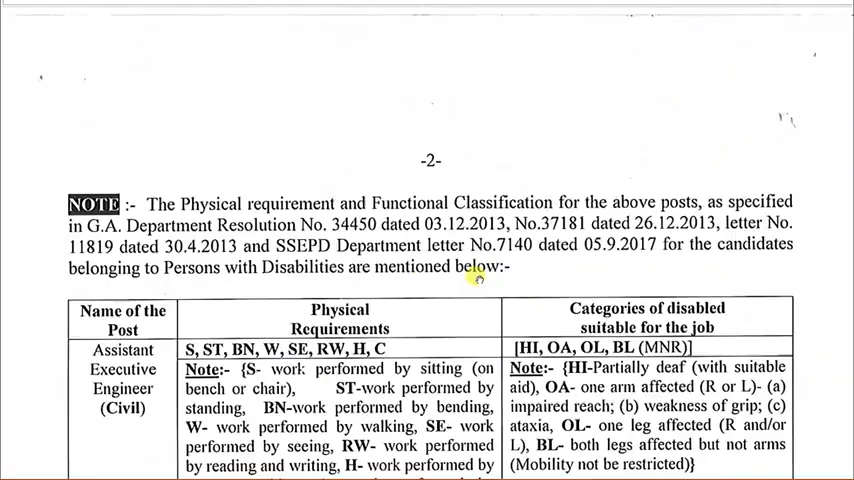 -2-
NOTE :- The Physical requirement and Functional Classification for the above posts, as specified
in G.A. Department Resolution No. 34450 dated 03.12.2013, No.37181 dated 26.12.2013, letter No.
11819 dated 30.4.2013 and SSEPD Department letter No.7140 dated 05.9.2017 for the candidates
belonging to Persons with Disabilities are mentioned below:-
Name of the
Post
Physical
Requirements
Categories of disabled
suitable for the job
Assistant
Executive
Engineer
(Civil)
S, ST, BN, W, SE, RW, H, C
Note:- {S- work performed by sitting (on
bench or chair), ST-work performed by
standing, BN-work performed by bending,
W- work performed by walking, SE- work
performed by seeing, RW- work performed
by reading and writing, H- work performed by
[HI, OA, OL, BL (MNR)]
Note:- {HI-Partially deaf (with suitable
aid), OA- one arm affected (R or L)- (a)
impaired reach; (b) weakness of grip; (c)
ataxia, OL- one leg affected (R and/or
L), BL- both legs affected but not arms
(Mobility not be restricted)}